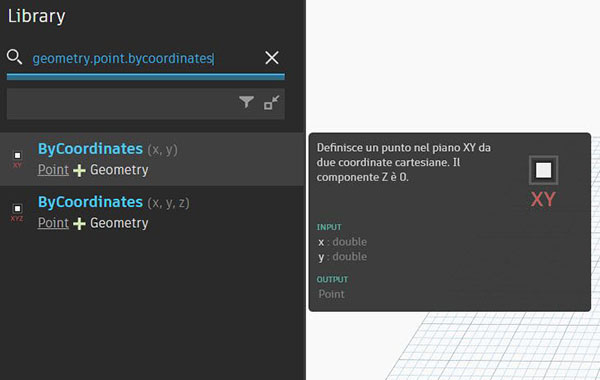 Library
geometry.point.bycoordinates
ByCoordinates (x, y)
XY
Point + Geometry
ByCoordinates (x, y, z)
XYZ
Point + Geometry
Definisce un punto nel piano XY da
due coordinate cartesiane. Il
componente Z è 0.
XY
INPUT
x : double
y : double
OUTPUT
Point